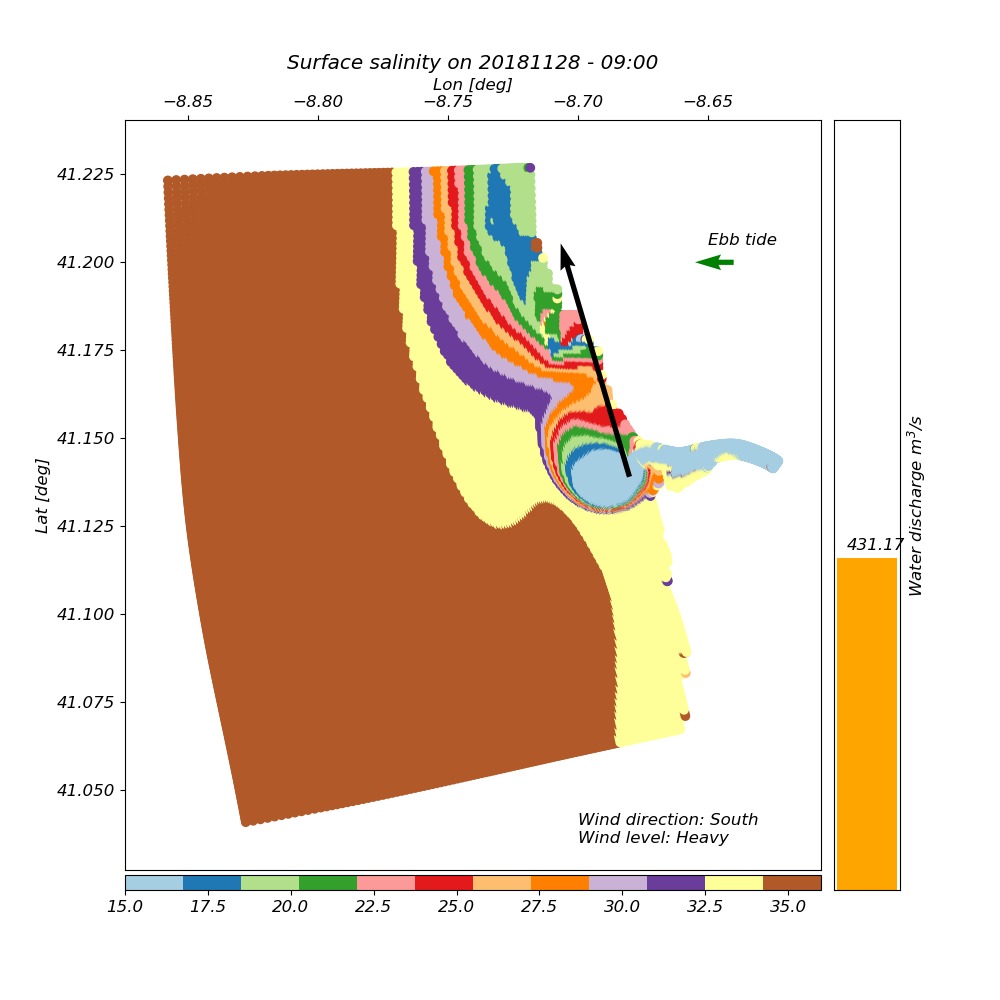 Surface salinity on 20181128 - 09:00
Lon [deg]
−8.85 −8.80 −8.75 −8.70 −8.65
41.225
41.200
41.175
41.150
41.125
41.100
41.075
41.050
Lat [deg]
Ebb tide
Wind direction: South
Wind level: Heavy
431.17
Water discharge m³/s
15.0 17.5 20.0 22.5 25.0 27.5 30.0 32.5 35.0